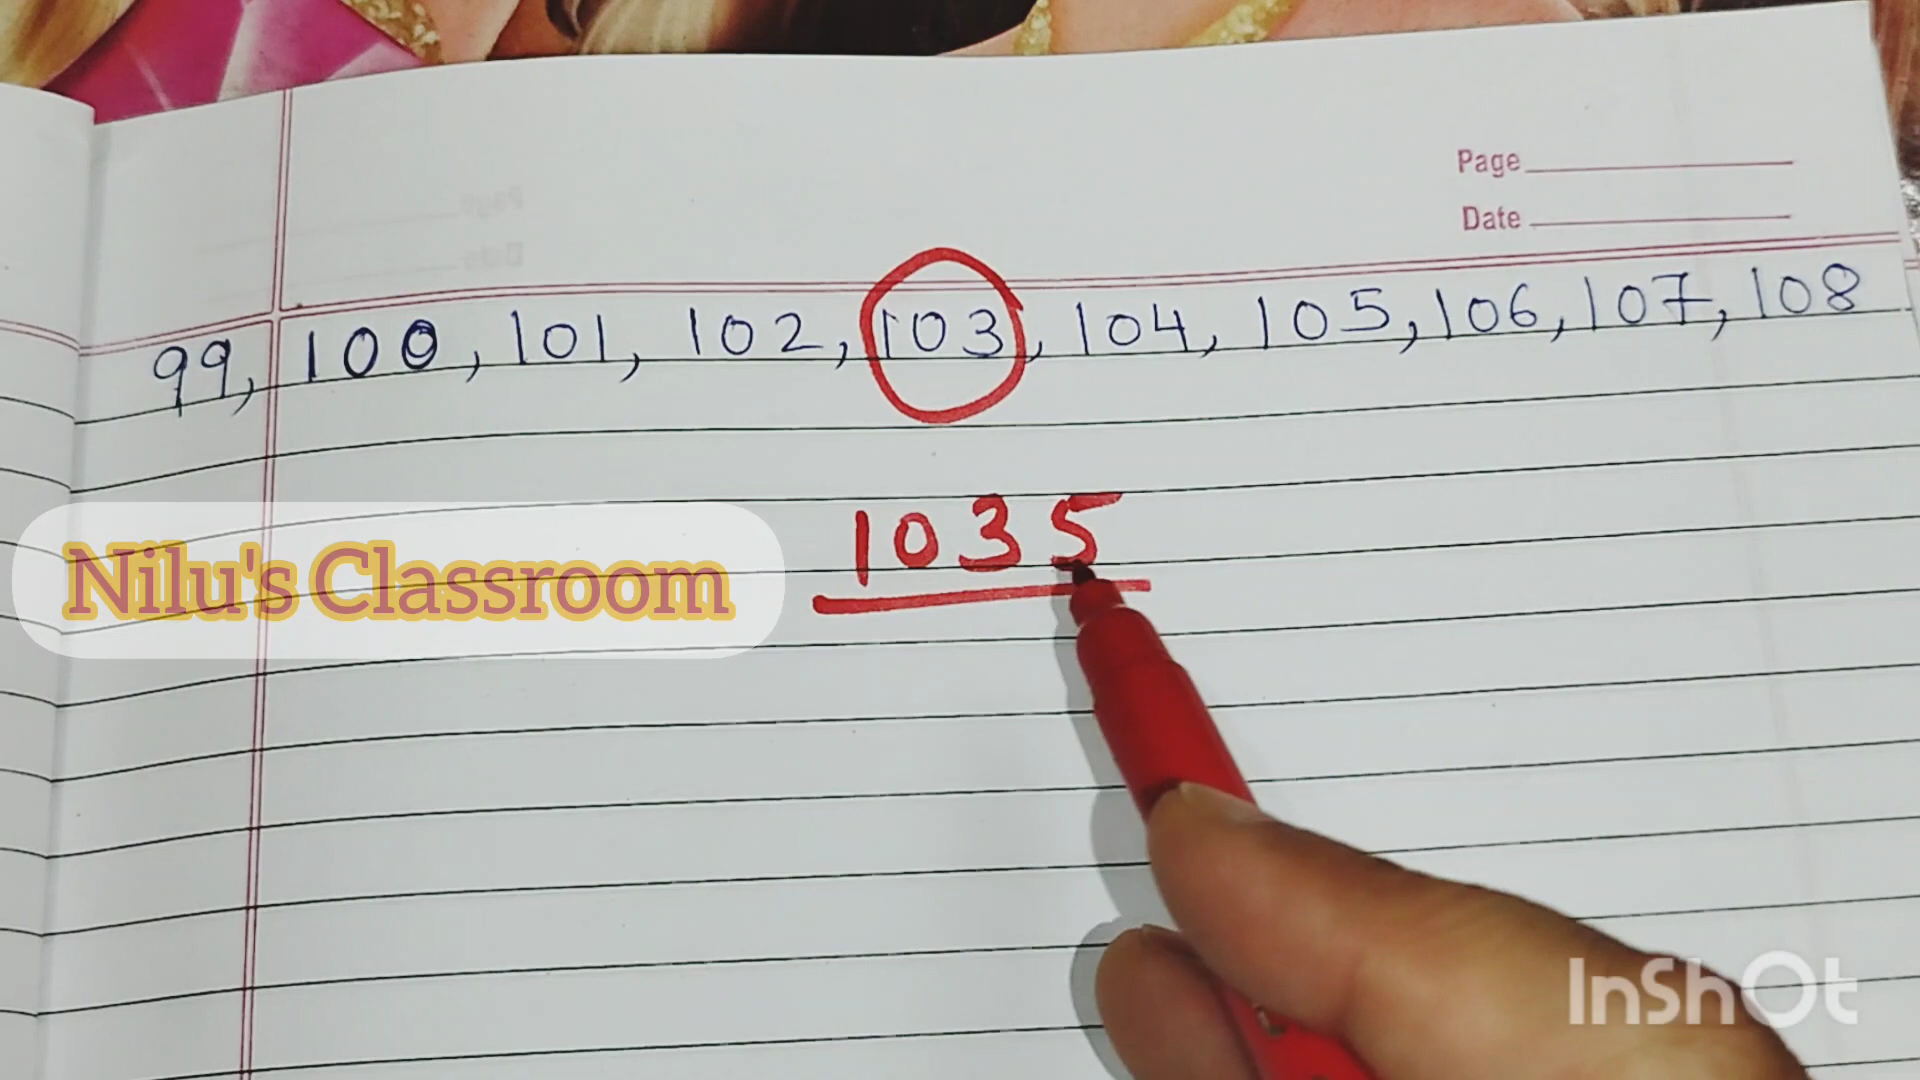 Page
Date
99, 100, 101, 102, 103, 104, 105, 106, 107, 108
1035
Nilu's Classroom
InShOt